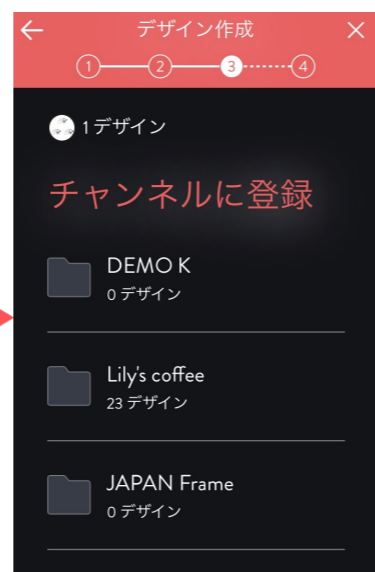 デザイン作成
1 2 3 4
1デザイン
チャンネルに登録
DEMO K
0 デザイン
Lily's coffee
23 デザイン
JAPAN Frame
0 デザイン